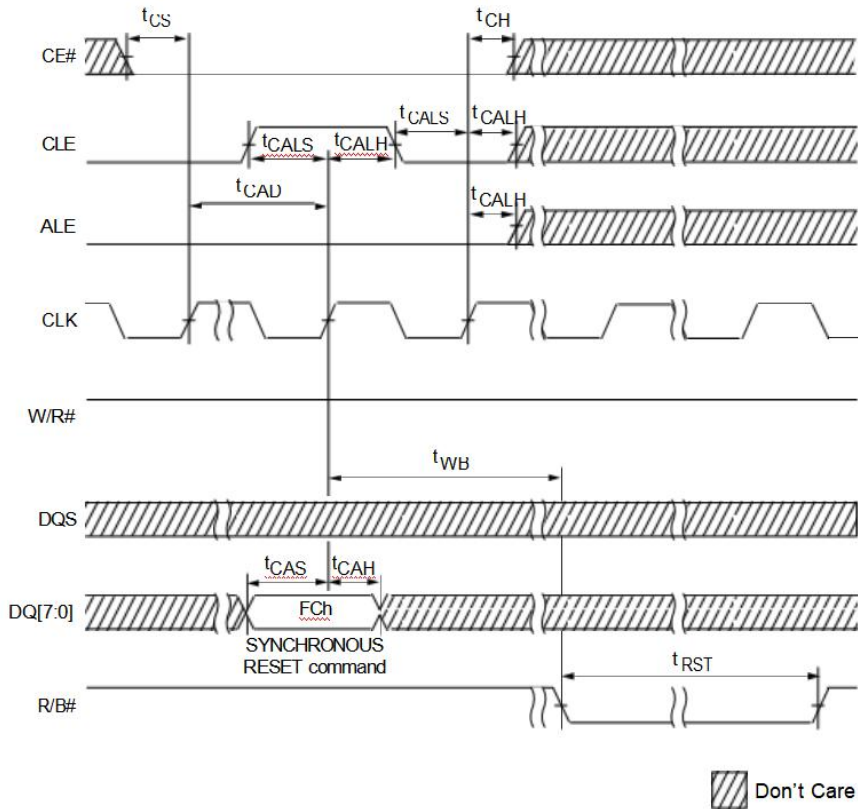 tCS
tCH
CE#
tCALS
tCALH
CLE
tCALS
tCALH
tCAD
tCALH
ALE
CLK
W/R#
tWB
DQS
tCAS
tCAH
DQ[7:0]
FCh
SYNCHRONOUS
RESET command
tRST
R/B#
Don't Care